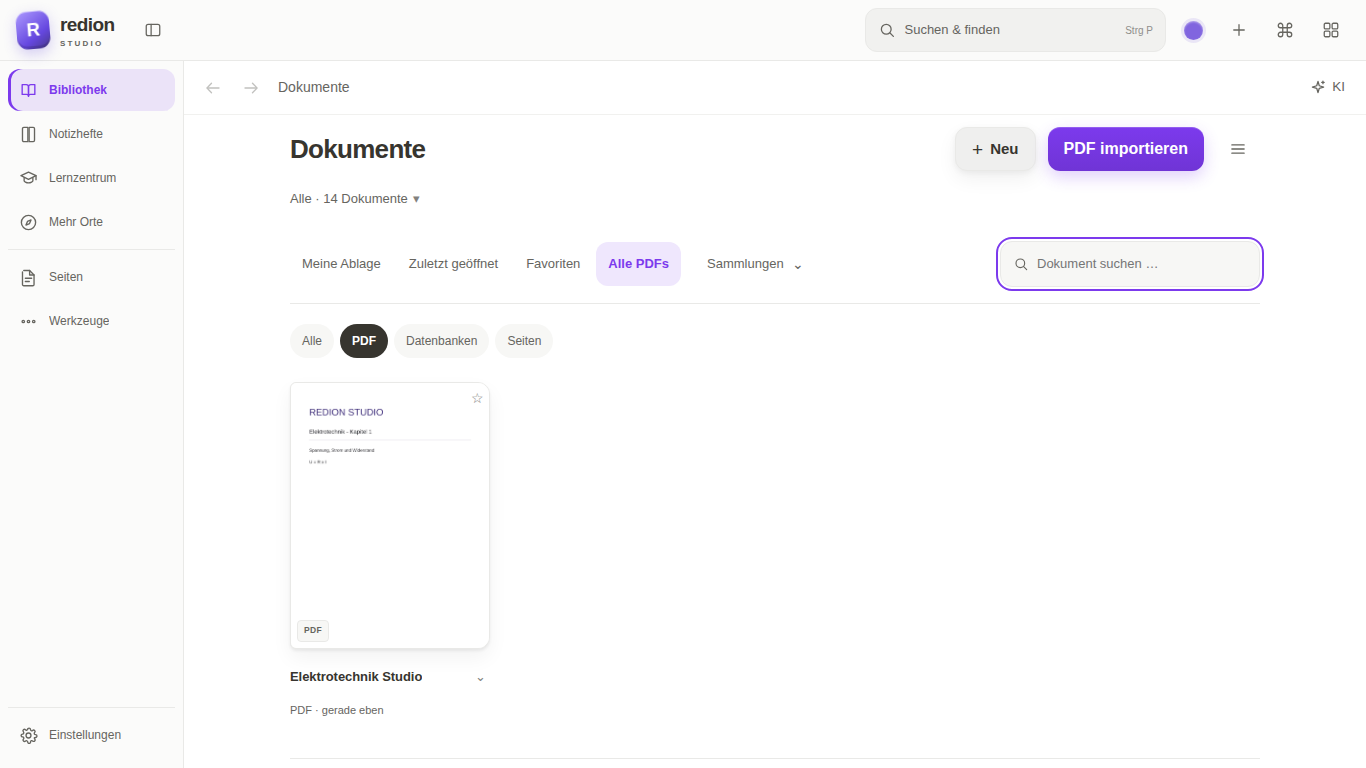 R
redion
STUDIO
Suchen & finden
Strg P
Bibliothek
Notizhefte
Lernzentrum
Mehr Orte
Seiten
Werkzeuge
Einstellungen
Dokumente
KI
Dokumente
+ Neu
PDF importieren
Alle · 14 Dokumente ▾
Meine Ablage
Zuletzt geöffnet
Favoriten
Alle PDFs
Sammlungen
Dokument suchen …
Alle
PDF
Datenbanken
Seiten
REDION STUDIO
Elektrotechnik - Kapitel 1
Spannung, Strom und Widerstand
PDF
Elektrotechnik Studio
PDF · gerade eben